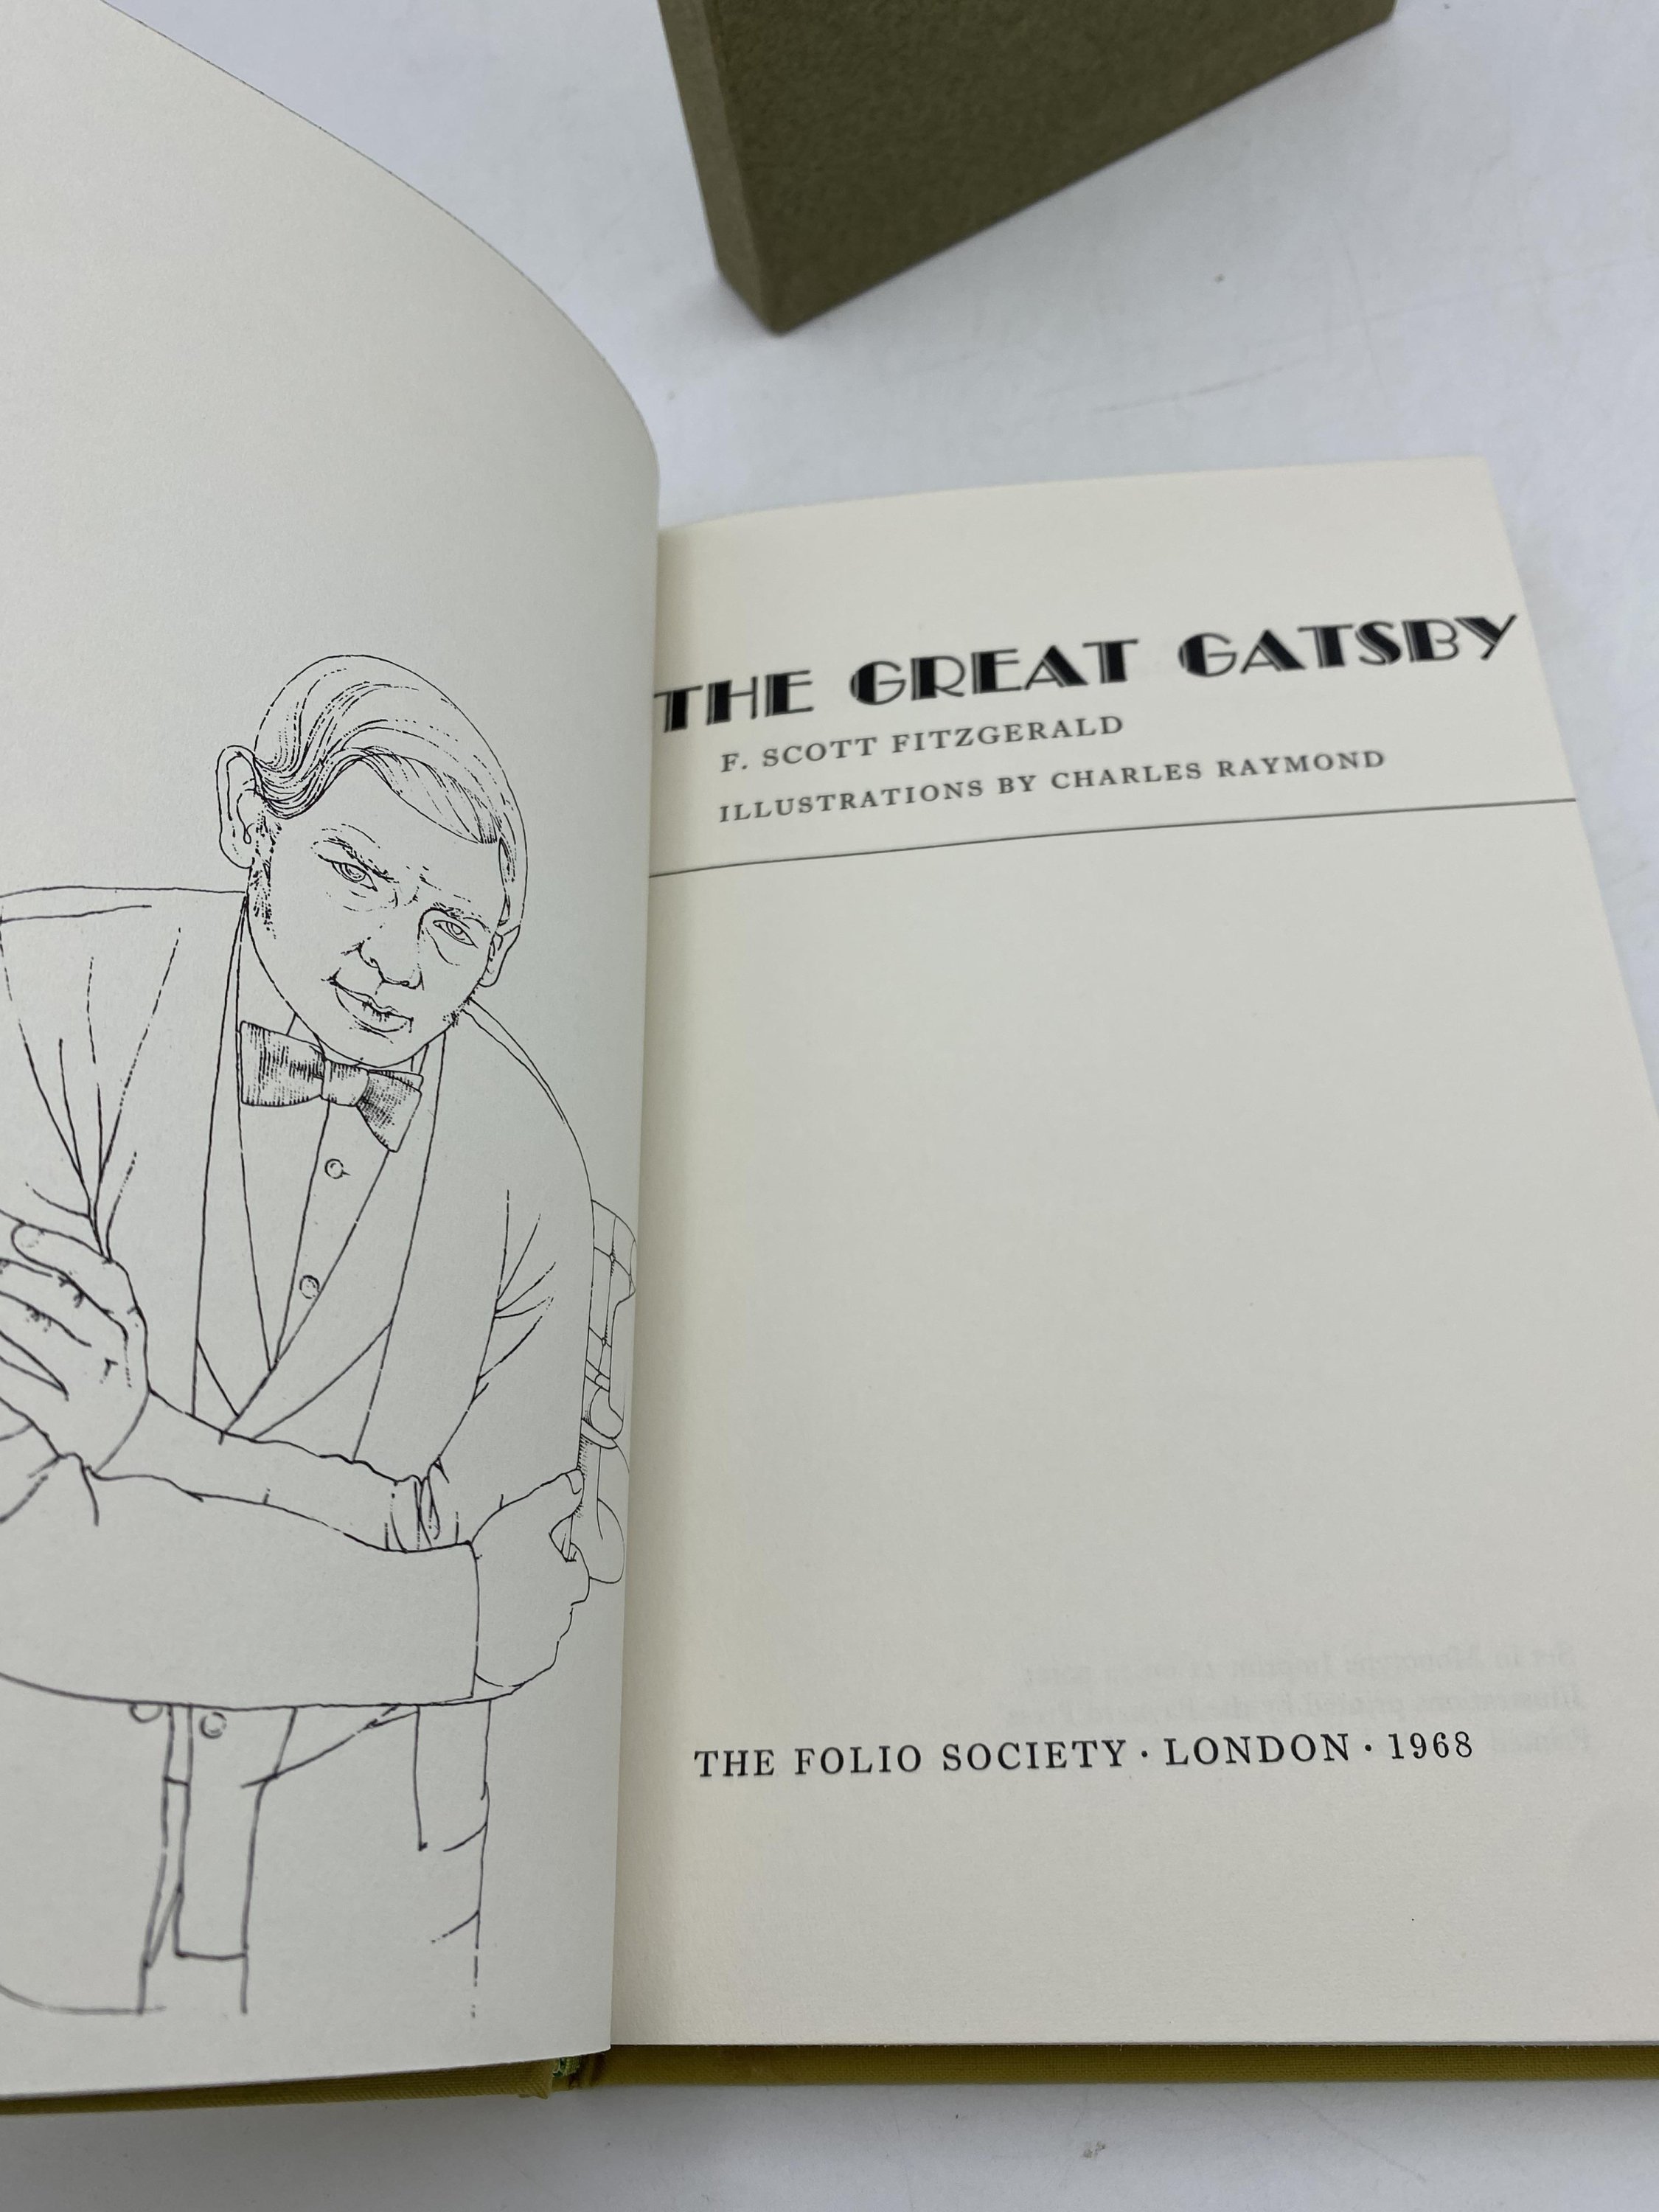 THE GREAT GATSBY
F. SCOTT FITZGERALD
ILLUSTRATIONS BY CHARLES RAYMOND
THE FOLIO SOCIETY · LONDON · 1968